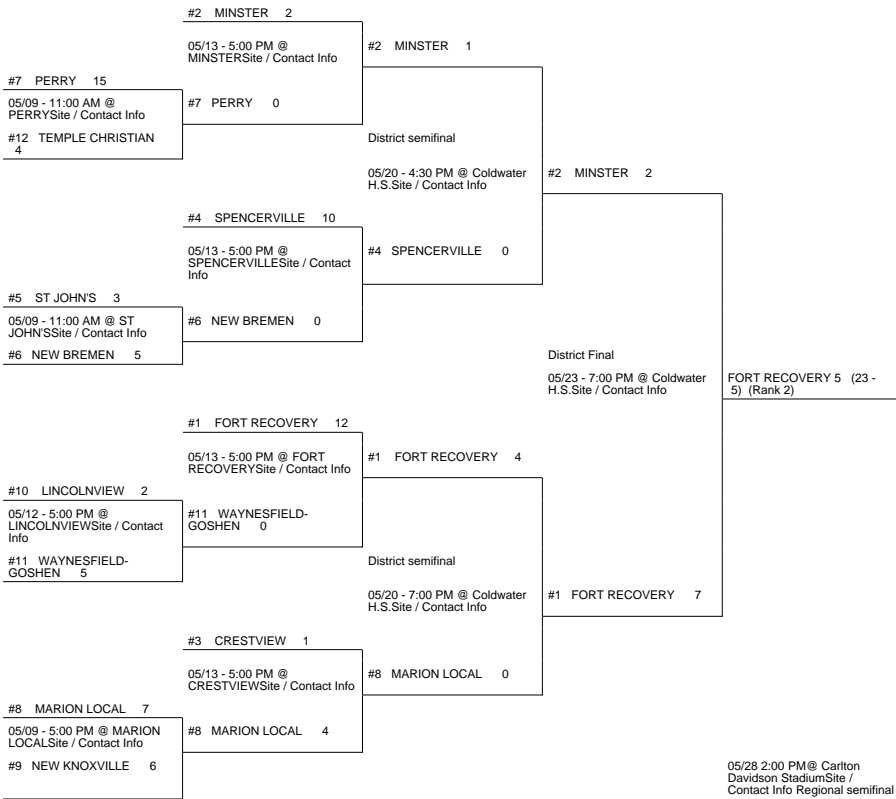 #2 MINSTER 2
05/13 - 5:00 PM @
MINSTERSite / Contact Info
#2 MINSTER 1
#7 PERRY 15
05/09 - 11:00 AM @
PERRYSite / Contact Info
#7 PERRY 0
#12 TEMPLE CHRISTIAN
4
District semifinal
05/20 - 4:30 PM @ Coldwater
H.S.Site / Contact Info
#2 MINSTER 2
#4 SPENCERVILLE 10
05/13 - 5:00 PM @
SPENCERVILLESite / Contact
Info
#4 SPENCERVILLE 0
#5 ST JOHN'S 3
05/09 - 11:00 AM @ ST
JOHN'SSite / Contact Info
#6 NEW BREMEN 0
#6 NEW BREMEN 5
District Final
05/23 - 7:00 PM @ Coldwater
H.S.Site / Contact Info
FORT RECOVERY 5 (23 -
5) (Rank 2)
#1 FORT RECOVERY 12
05/13 - 5:00 PM @ FORT
RECOVERYSite / Contact Info
#1 FORT RECOVERY 4
#10 LINCOLNVIEW 2
05/12 - 5:00 PM @
LINCOLNVIEWSite / Contact
Info
#11 WAYNESFIELD-
GOSHEN 0
#11 WAYNESFIELD-
GOSHEN 5
District semifinal
05/20 - 7:00 PM @ Coldwater
H.S.Site / Contact Info
#1 FORT RECOVERY 7
#3 CRESTVIEW 1
05/13 - 5:00 PM @
CRESTVIEWSite / Contact Info
#8 MARION LOCAL 0
#8 MARION LOCAL 7
05/09 - 5:00 PM @ MARION
LOCALSite / Contact Info
#8 MARION LOCAL 4
#9 NEW KNOXVILLE 6
05/28 2:00 PM@ Carlton
Davidson StadiumSite /
Contact Info Regional semifinal